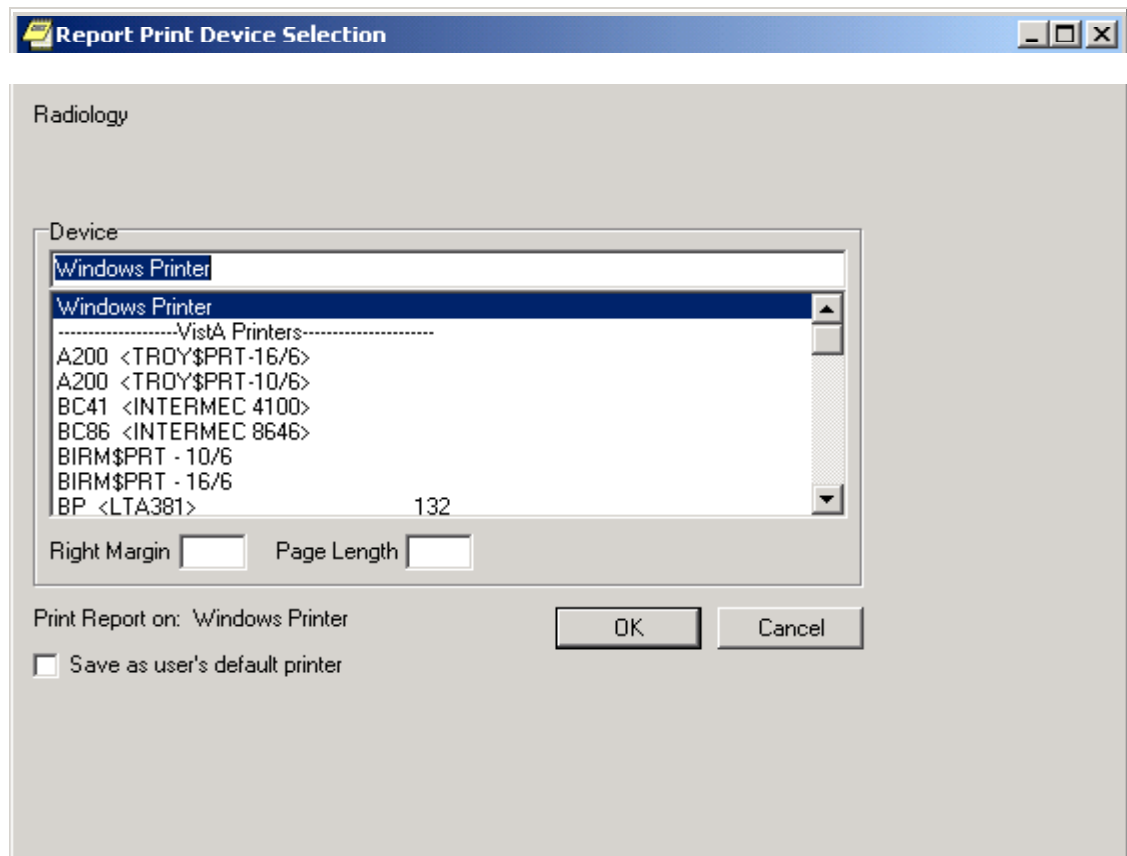 Report Print Device Selection
Radiology
Device
Windows Printer
Windows Printer
--------------------VistA Printers----------------------
A200 <TROY$PRT-16/6>
A200 <TROY$PRT-10/6>
BC41 <INTERMEC 4100>
BC86 <INTERMEC 8646>
BIRM$PRT - 10/6
BIRM$PRT - 16/6
BP <LTA381> 132
Right Margin Page Length
Print Report on: Windows Printer OK Cancel
Save as user's default printer